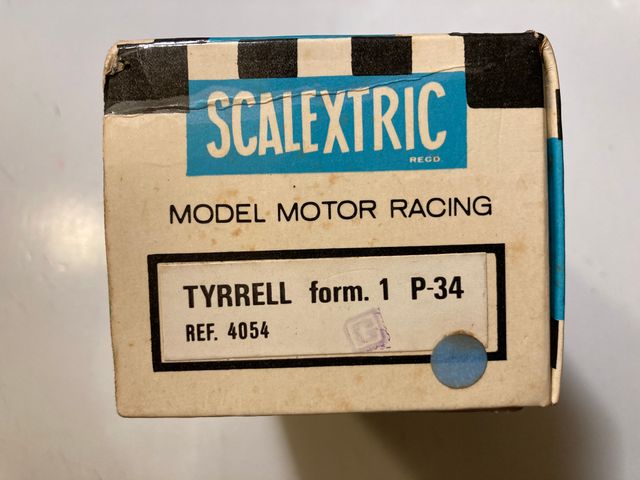 SCALEXTRIC
REGD.
MODEL MOTOR RACING
TYRRELL form. 1 P-34
REF. 4054